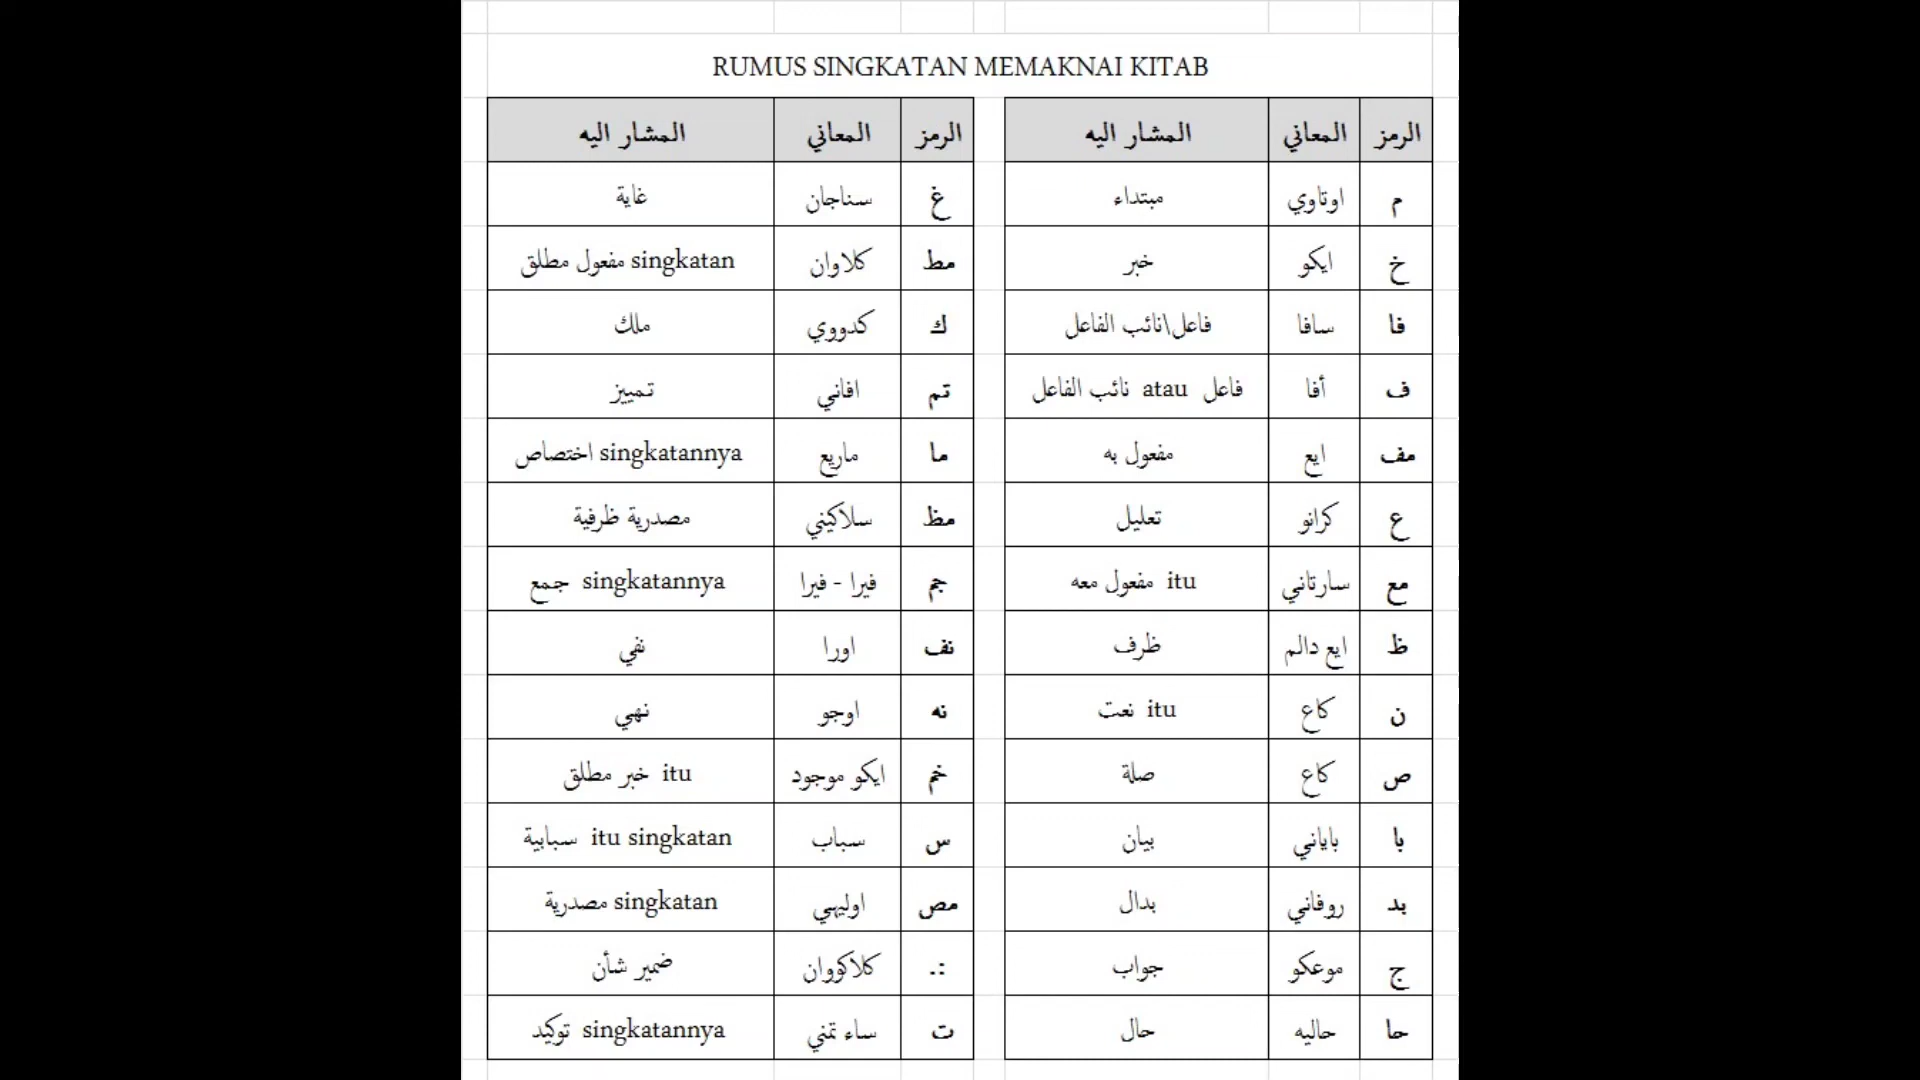 RUMUS SINGKATAN MEMAKNAI KITAB
الرمز المعاني المشار اليه
م اوتاوي مبتداء
خ ايكو خبر
فا سافا فاعل\نائب الفاعل
ف أفا فاعل atau نائب الفاعل
مف ايع مفعول به
ع كرانو تعليل
مع سارتاني itu مفعول معه
ظ ايع دالم ظرف
ن كاع itu نعت
ص كاع صلة
با باياني بيان
بد روفاني بدال
ج موعكو جواب
حا حاليه حال
الرمز المعاني المشار اليه
غ سناجان غاية
مط كلاوان singkatan مفعول مطلق
ك كدووي ملك
تم افاني تمييز
ما ماريع singkatannya اختصاص
مظ سلاكيني مصدرية ظرفية
جم فيرا - فيرا singkatannya جمع
نف اورا نفي
نه اوجو نهي
خم ايكو موجود itu خبر مطلق
س سباب itu singkatan سبابية
مص اوليهي singkatan مصدرية
:. كلاكووان ضمير شأن
ت ساء تمني singkatannya توكيد